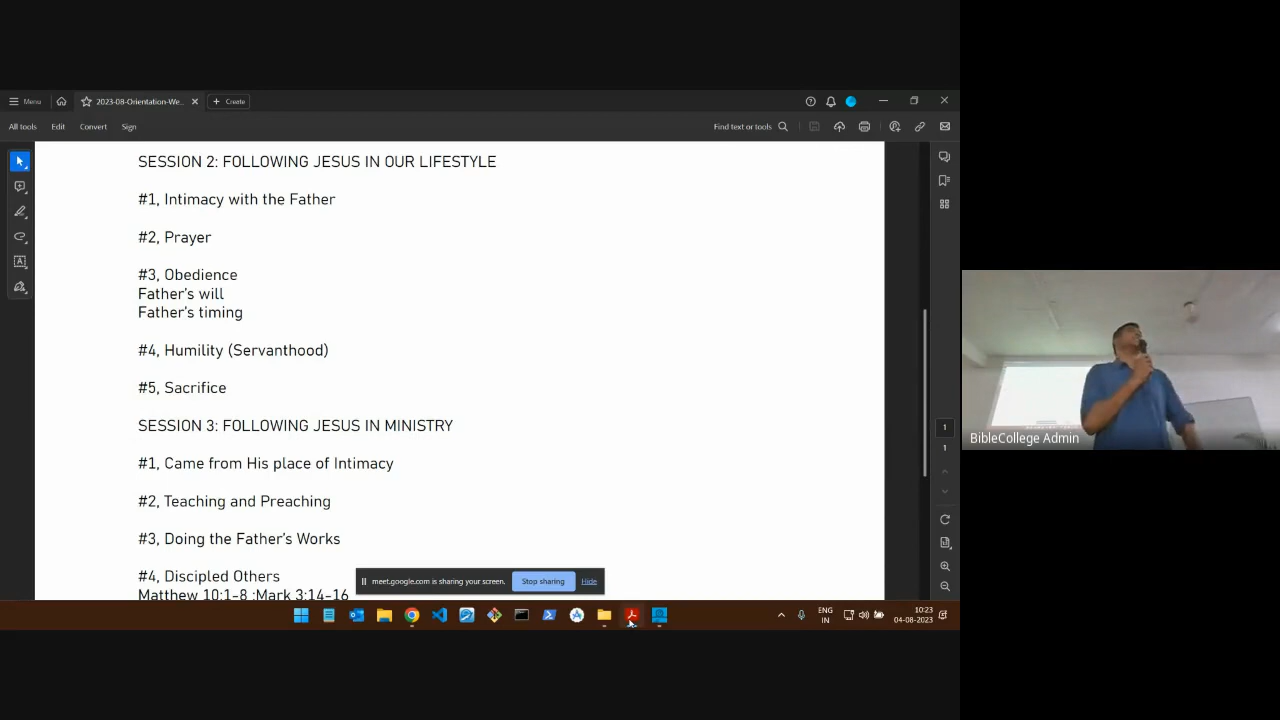 Menu
2023-08-Orientation-We...
Create
All tools
Edit
Convert
Sign
Find text or tools
SESSION 2: FOLLOWING JESUS IN OUR LIFESTYLE
#1, Intimacy with the Father
#2, Prayer
#3, Obedience
Father's will
Father's timing
#4, Humility (Servanthood)
#5, Sacrifice
SESSION 3: FOLLOWING JESUS IN MINISTRY
#1, Came from His place of Intimacy
#2, Teaching and Preaching
#3, Doing the Father's Works
#4, Discipled Others
Matthew 10:1-8 ;Mark 3:14-16
1
1
meet.google.com is sharing your screen.
Stop sharing
Hide
ENG
IN
10:23
04-08-2023
BibleCollege Admin